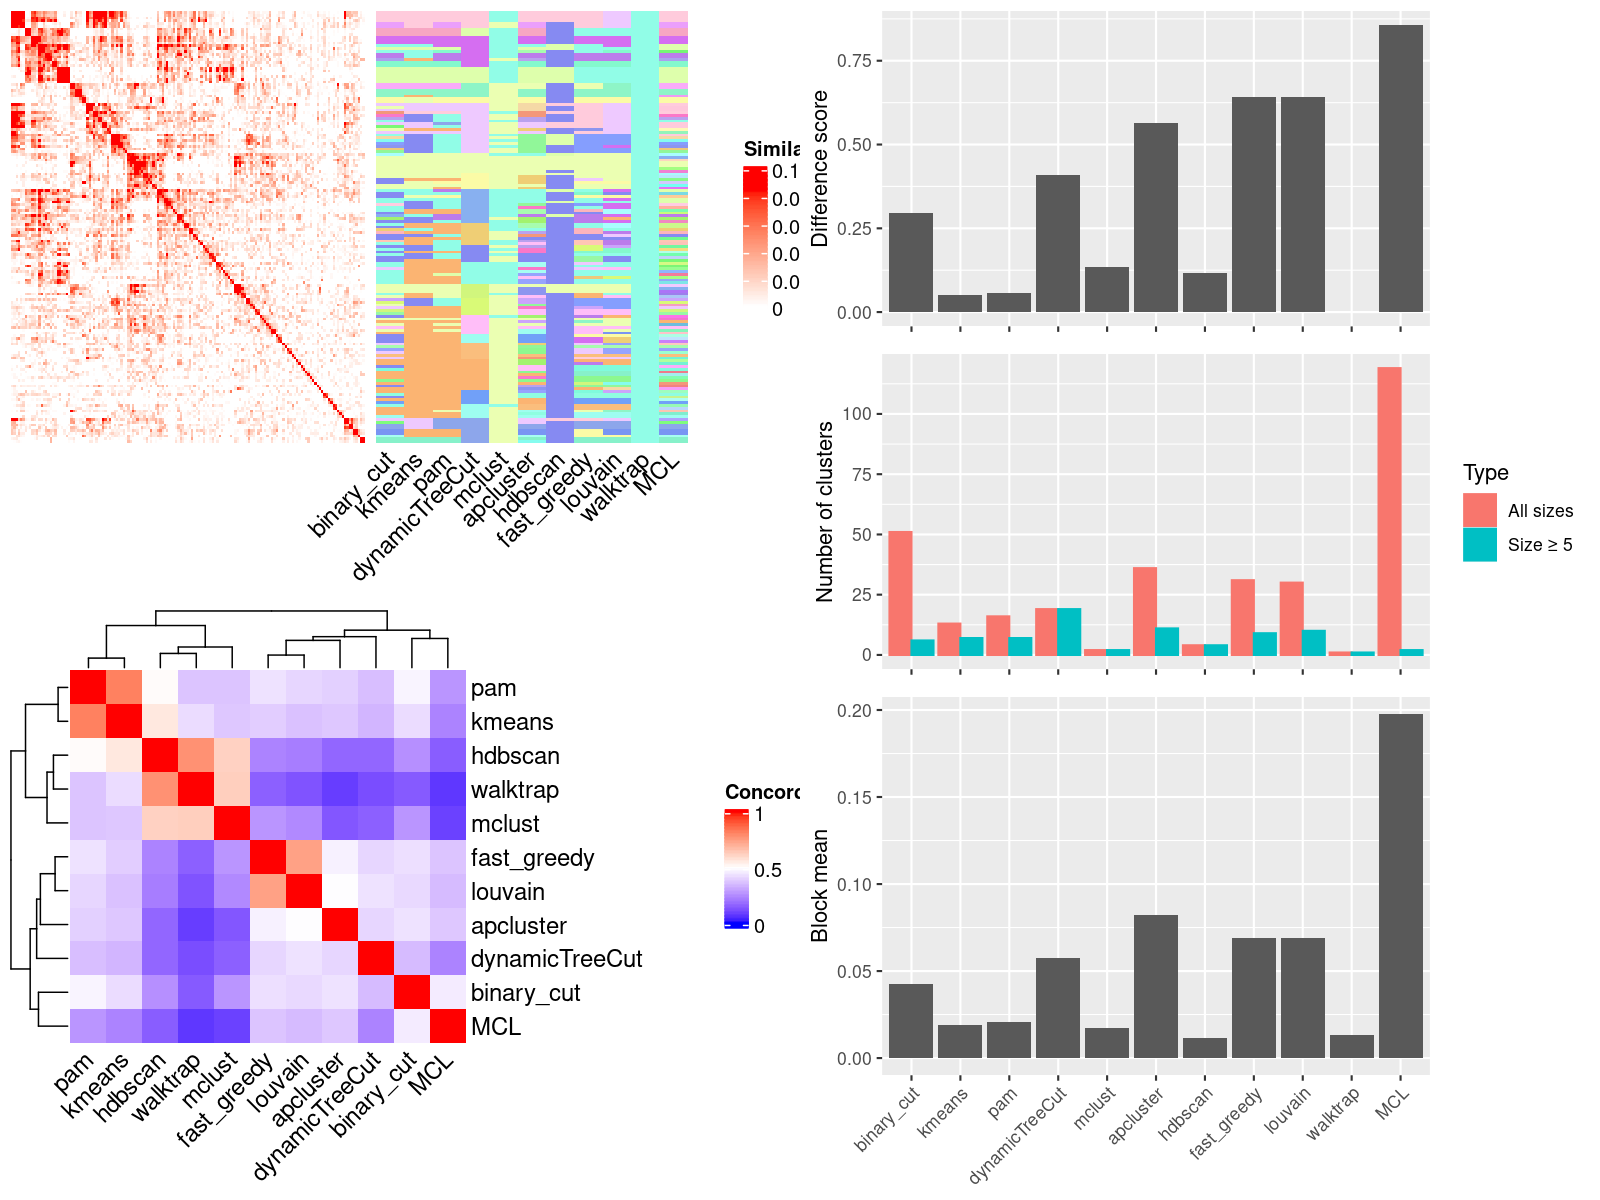 Simila
0.1
0.0
0.0
0.0
0.0
0
binary_cut
kmeans
pam
dynamicTreeCut
mclust
apcluster
hdbscan
fast_greedy
louvain
walktrap
MCL
pam
kmeans
hdbscan
walktrap
mclust
fast_greedy
louvain
apcluster
dynamicTreeCut
binary_cut
MCL
pam
kmeans
hdbscan
walktrap
mclust
fast_greedy
louvain
apcluster
dynamicTreeCut
binary_cut
MCL
Concord
1
0.5
0
Difference score
0.75
0.50
0.25
0.00
Number of clusters
100
75
50
25
0
Type
All sizes
Size ≥ 5
Block mean
0.20
0.15
0.10
0.05
0.00
binary_cut
kmeans
pam
dynamicTreeCut
mclust
apcluster
hdbscan
fast_greedy
louvain
walktrap
MCL